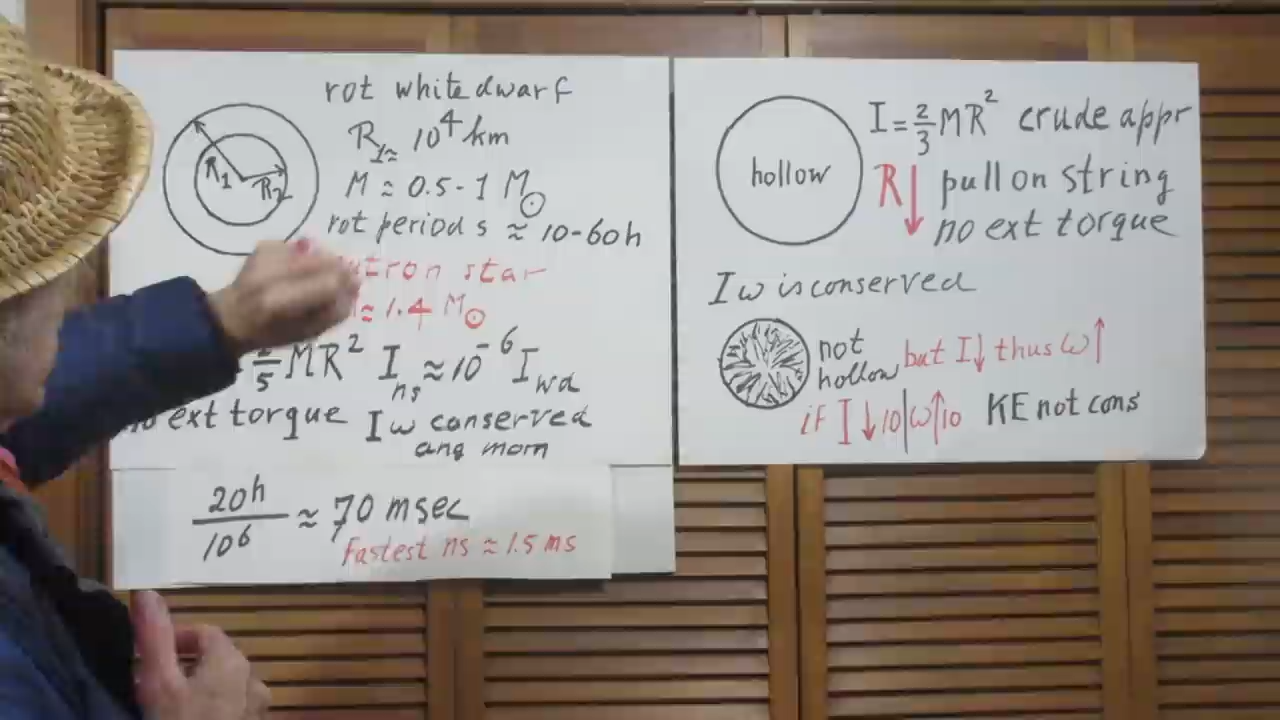 rot white dwarf
R₁ ≈ 10⁴ km
M ≈ 0.5-1 M⊙
rot periods ≈ 10-60h
star
≈ 1.4 M⊙
R₁
R₂
2/5 MR² I_ns ≈ 10⁻⁶ I_wd
ext torque Iω conserved
ang mom
20h/10⁶ ≈ 70 msec
Fastest ns ≈ 1.5 ms
hollow
I = 2/3 MR² crude appr
R↓ pull on string
no ext torque
Iω is conserved
not
hollow
but I↓ thus ω↑
if I↓10|ω↑10 KE not cons